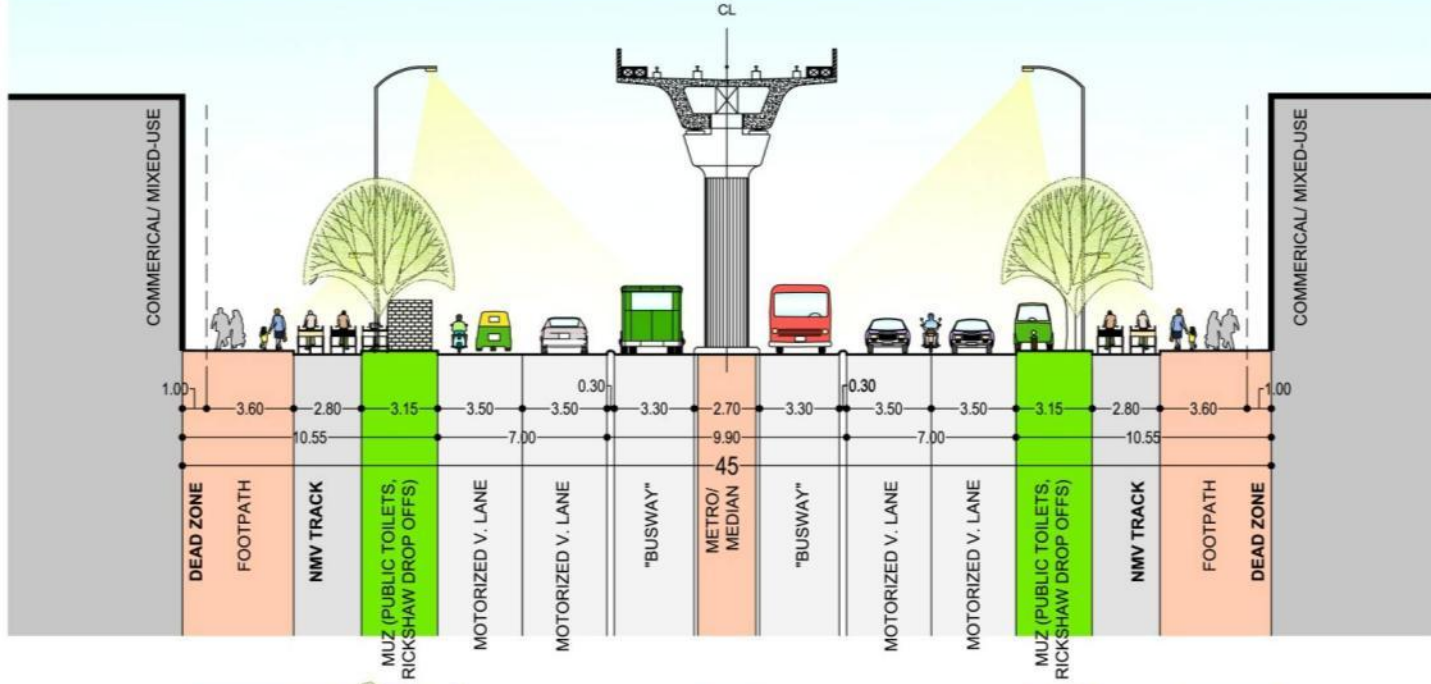 CL
COMMERICAL/ MIXED-USE
COMMERICAL/ MIXED-USE
1.00
3.60
2.80
3.15
3.50
3.50
0.30
3.30
2.70
3.30
0.30
3.50
3.50
3.15
2.80
3.60
1.00
10.55
7.00
9.90
7.00
10.55
45
DEAD ZONE
FOOTPATH
NMV TRACK
MUZ (PUBLIC TOILETS,
RICKSHAW DROP OFFS)
MOTORIZED V. LANE
MOTORIZED V. LANE
"BUSWAY"
METRO/
MEDIAN
"BUSWAY"
MOTORIZED V. LANE
MOTORIZED V. LANE
MUZ (PUBLIC TOILETS,
RICKSHAW DROP OFFS)
NMV TRACK
FOOTPATH
DEAD ZONE